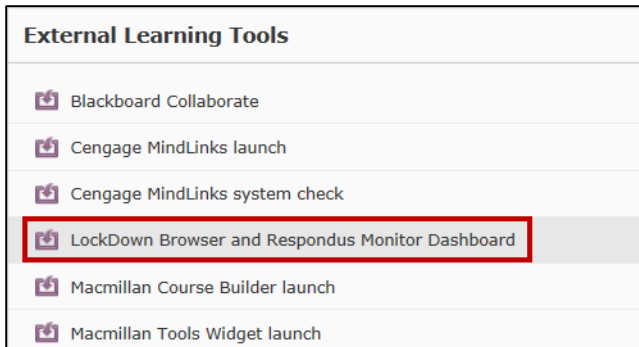 External Learning Tools
Blackboard Collaborate
Cengage MindLinks launch
Cengage MindLinks system check
LockDown Browser and Respondus Monitor Dashboard
Macmillan Course Builder launch
Macmillan Tools Widget launch